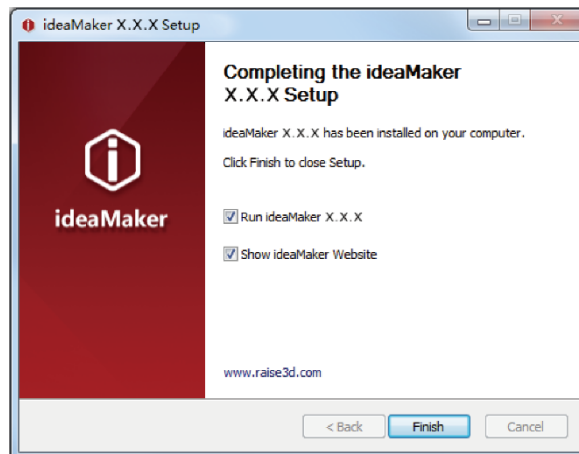 ideaMaker X.X.X Setup
Completing the ideaMaker
X.X.X Setup
ideaMaker X.X.X has been installed on your computer.
Click Finish to close Setup.
ideaMaker
Run ideaMaker X.X.X
Show ideaMaker Website
www.raise3d.com
< Back Finish Cancel